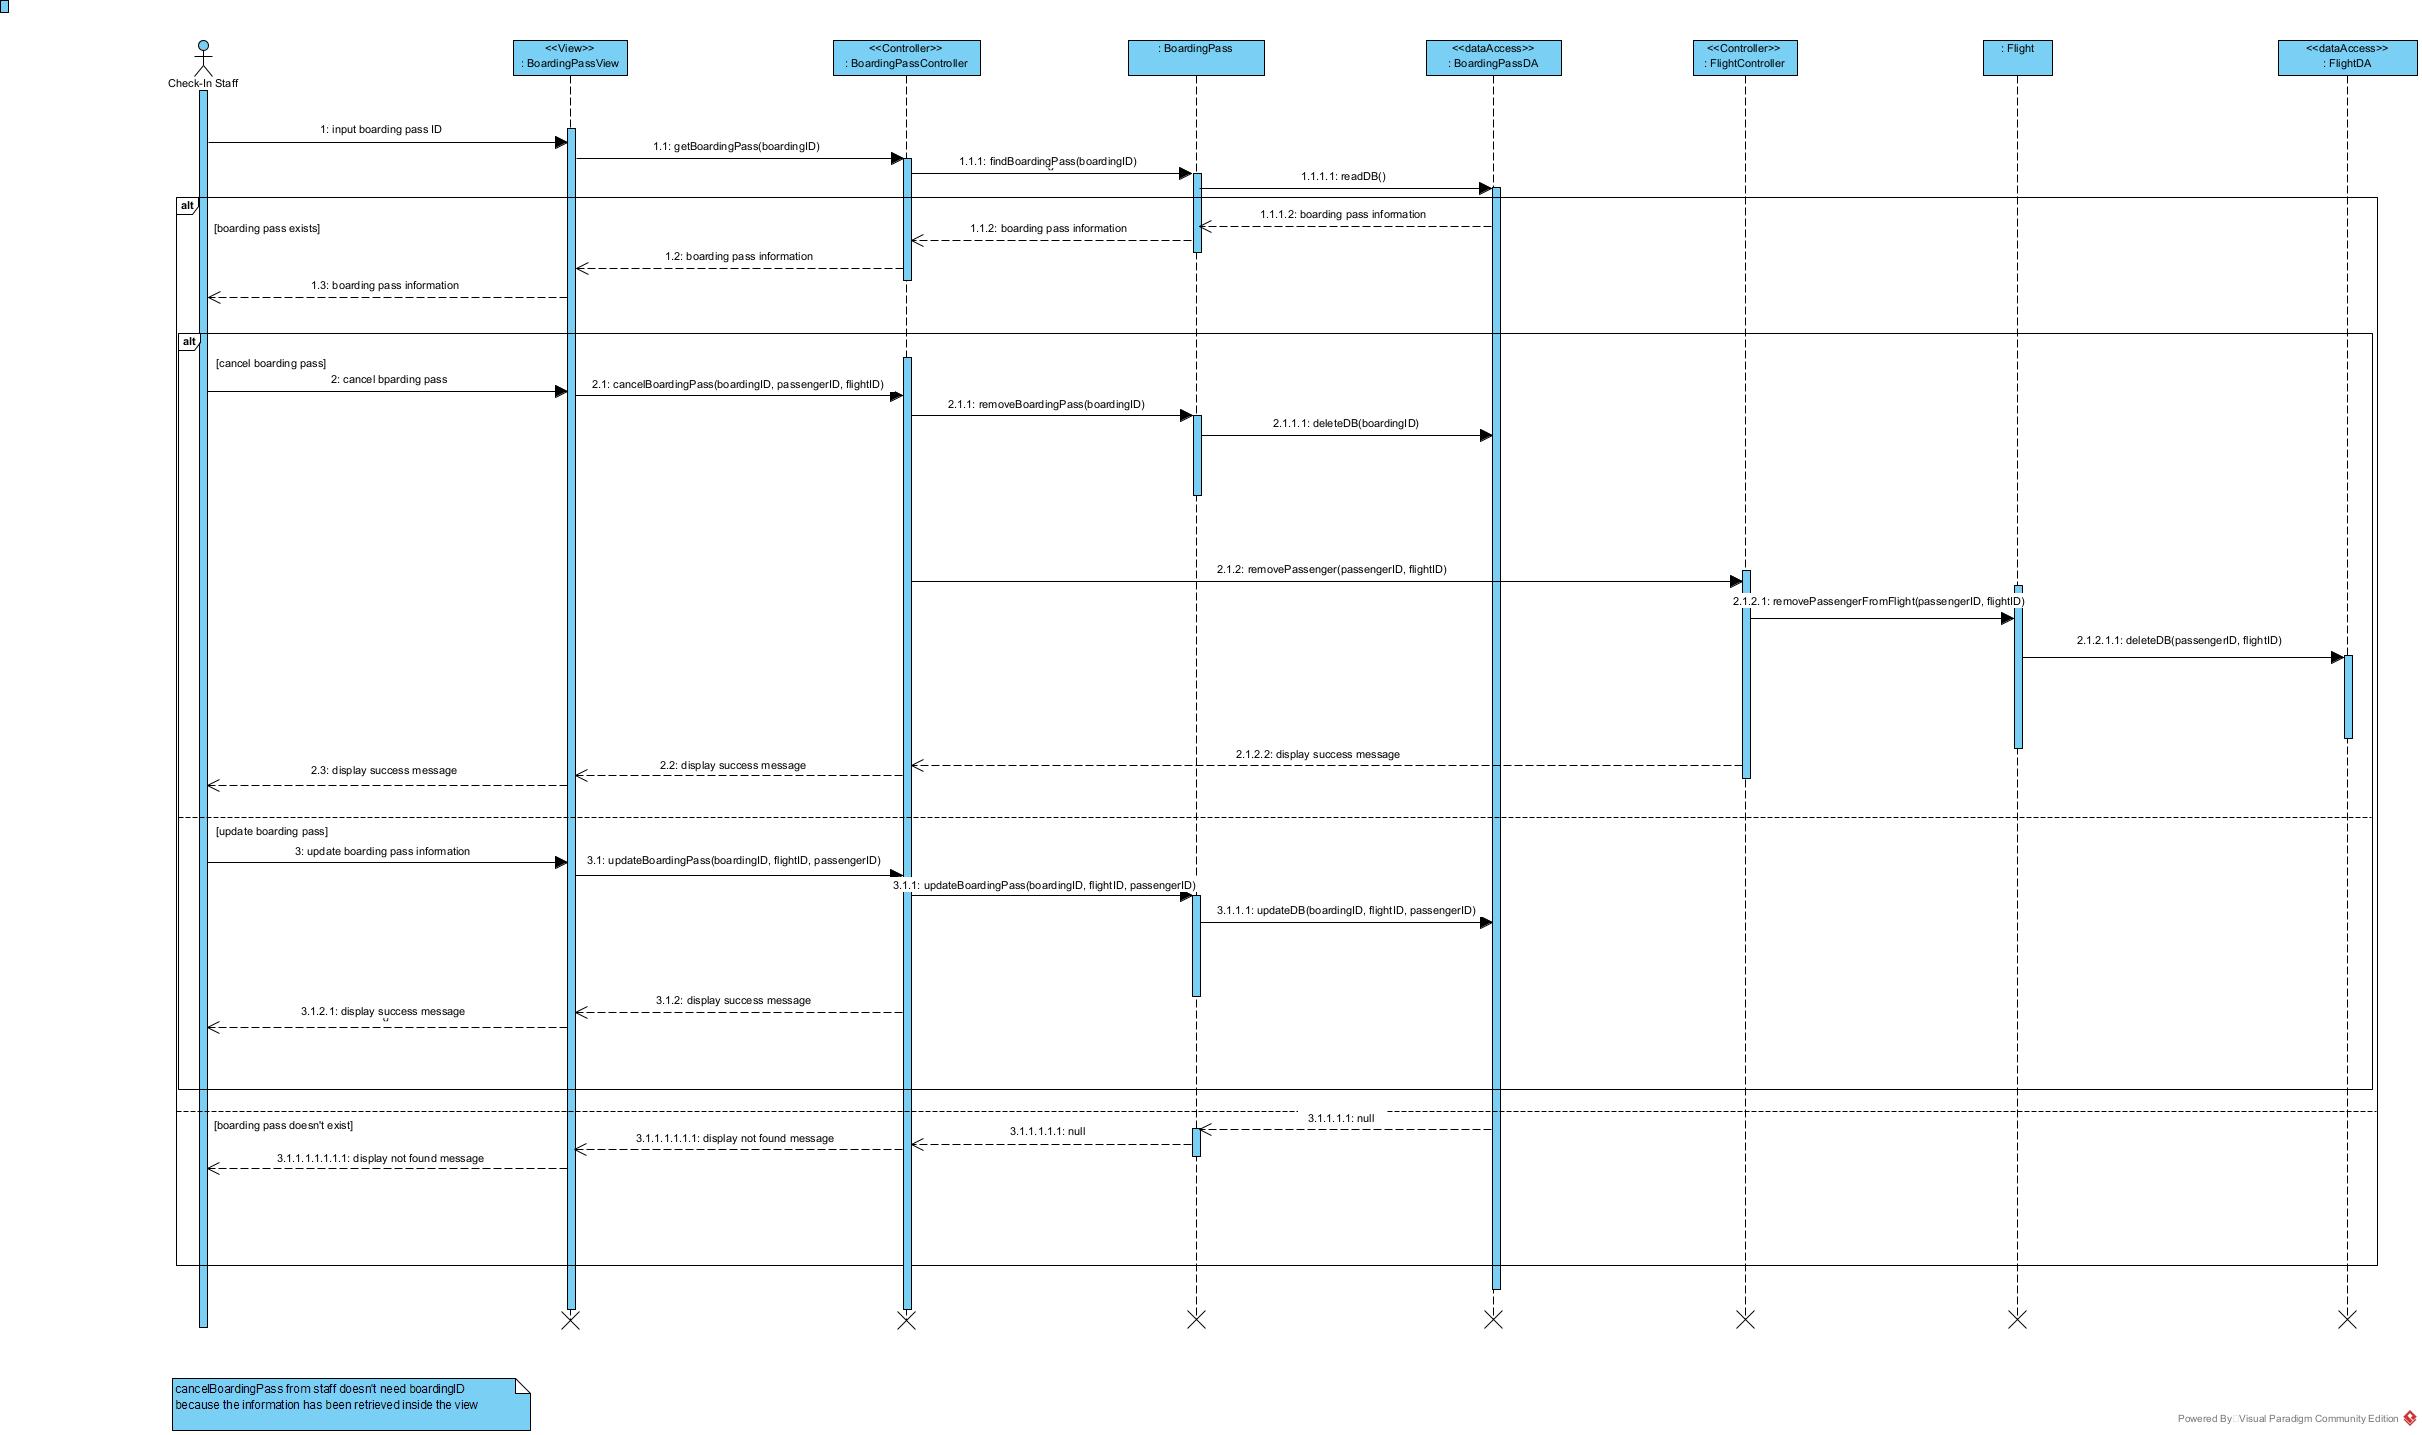 <<View>>
: BoardingPassView
<<Controller>>
: BoardingPassController
: BoardingPass
<<dataAccess>>
: BoardingPassDA
<<Controller>>
: FlightController
: Flight
<<dataAccess>>
: FlightDA
Check-In Staff
1: input boarding pass ID
1.1: getBoardingPass(boardingID)
1.1.1: findBoardingPass(boardingID)
1.1.1.1: readDB()
alt
[boarding pass exists]
1.1.1.2: boarding pass information
1.1.2: boarding pass information
1.2: boarding pass information
1.3: boarding pass information
alt
[cancel boarding pass]
2: cancel bparding pass
2.1: cancelBoardingPass(boardingID, passengerID, flightID)
2.1.1: removeBoardingPass(boardingID)
2.1.1.1: deleteDB(boardingID)
2.1.2: removePassenger(passengerID, flightID)
2.1.2.1: removePassengerFromFlight(passengerID, flightID)
2.1.2.1.1: deleteDB(passengerID, flightID)
2.1.2.2: display success message
2.2: display success message
2.3: display success message
[update boarding pass]
3: update boarding pass information
3.1: updateBoardingPass(boardingID, flightID, passengerID)
3.1.1: updateBoardingPass(boardingID, flightID, passengerID)
3.1.1.1: updateDB(boardingID, flightID, passengerID)
3.1.2: display success message
3.1.2.1: display success message
[boarding pass doesn't exist]
3.1.1.1.1: null
3.1.1.1.1.1: null
3.1.1.1.1.1.1: display not found message
3.1.1.1.1.1.1.1: display not found message
cancelBoardingPass from staff doesn't need boardingID
because the information has been retrieved inside the view
Powered By Visual Paradigm Community Edition